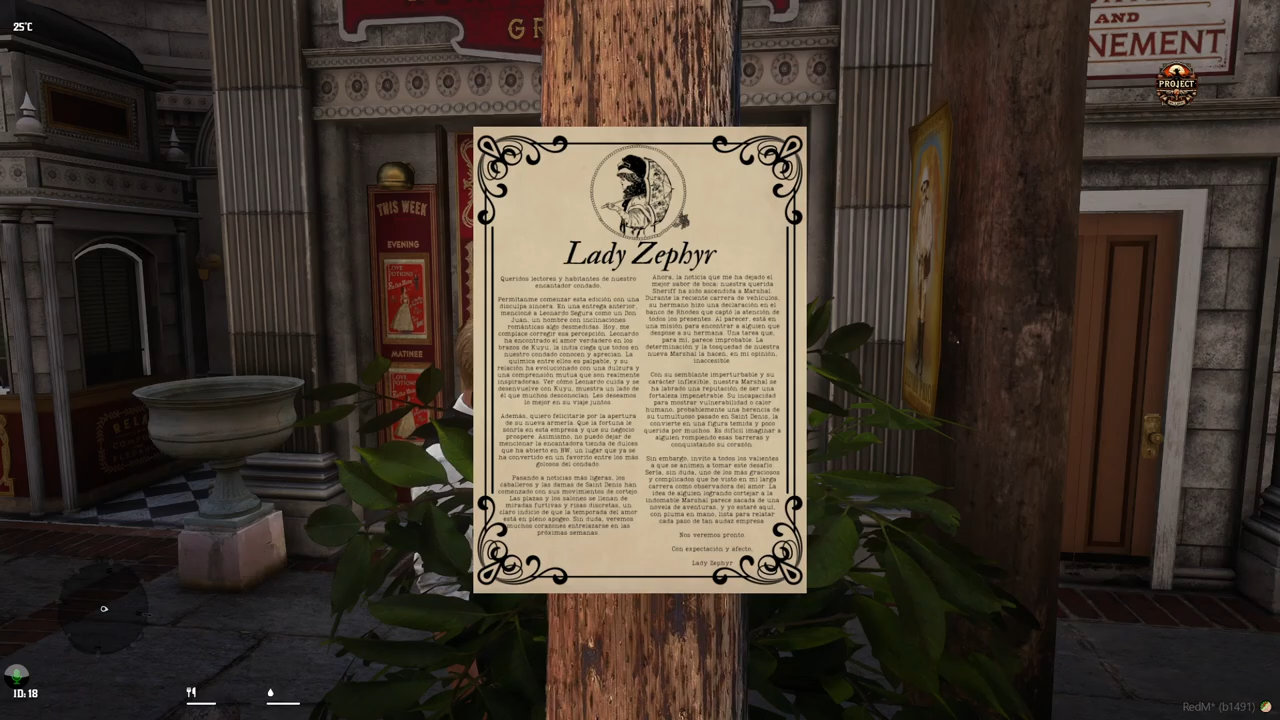 25°C
GR
AND
NEMENT
PROJECT
THIS WEEK
EVENING
LOVE
MATINEE
LOVE
Lady Zephyr
Queridos lectores y habitantes de nuestro
encantador condado.
Permítanme comenzar esta edición con una
disculpa sincera. En una entrega anterior,
mencioné a Leonardo Segura como un Don
Juan, un hombre con inclinaciones
románticas algo desmedidas. Hoy, me
complace corregir esa percepción. Leonardo
ha encontrado el amor verdadero en los
brazos de Kuyu, la india ciega que todos en
nuestro condado conocen y aprecian. La
química entre ellos es palpable, y su
relación ha evolucionado con una dulzura y
una comprensión mutua que son realmente
inspiradoras. Ver cómo Leonardo cuida y se
desenvuelve con Kuyu, muestra un lado de
él que muchos desconocían. Les deseamos
lo mejor en su viaje juntos.
Además, quiero felicitarle por la apertura
de su nueva armería. Que la fortuna le
sonría en esta empresa y que su negocio
prospere. Asimismo, no puedo dejar de
mencionar la encantadora tienda de dulces
que ha abierto en BW, un lugar que ya se
ha convertido en un favorito entre los más
golosos del condado.
Pasando a noticias más ligeras, los
caballeros y las damas de Saint Denis han
comenzado con sus movimientos de cortejo.
Las plazas y los salones se llenan de
miradas furtivas y risas discretas, un
claro indicio de que la temporada del amor
está en pleno apogeo. Sin duda, veremos
muchos corazones entrelazarse en las
próximas semanas.
Ahora, la noticia que me ha dejado el
mejor sabor de boca: nuestra querida
Sheriff ha sido ascendida a Marshal.
Durante la reciente carrera de vehículos,
su hermano hizo una declaración en el
banco de Rhodes que captó la atención de
todos los presentes. Al parecer, está en
una misión para encontrar a alguien que
despose a su hermana. Una tarea que,
para mí, parece improbable. La
determinación y la tosquedad de nuestra
nueva Marshal la hacen, en mi opinión,
inaccesible.
Con su semblante imperturbable y su
carácter inflexible, nuestra Marshal se
ha labrado una reputación de ser una
fortaleza impenetrable. Su incapacidad
para mostrar vulnerabilidad o calor
humano, probablemente una herencia de
su tumultuoso pasado en Saint Denis, la
convierte en una figura temida y poco
querida por muchos. Es difícil imaginar a
alguien rompiendo esas barreras y
conquistando su corazón.
Sin embargo, invito a todos los valientes
a que se animen a tomar este desafío.
Sería, sin duda, uno de los más graciosos
y complicados que he visto en mi larga
carrera como observadora del amor. La
idea de alguien logrando cortejar a la
indomable Marshal parece sacada de una
novela de aventuras, y yo estaré aquí,
con pluma en mano, lista para relatar
cada paso de tan audaz empresa.
Nos veremos pronto.
Con expectación y afecto,
Lady Zephyr
ID: 18
RedM* (b1491)